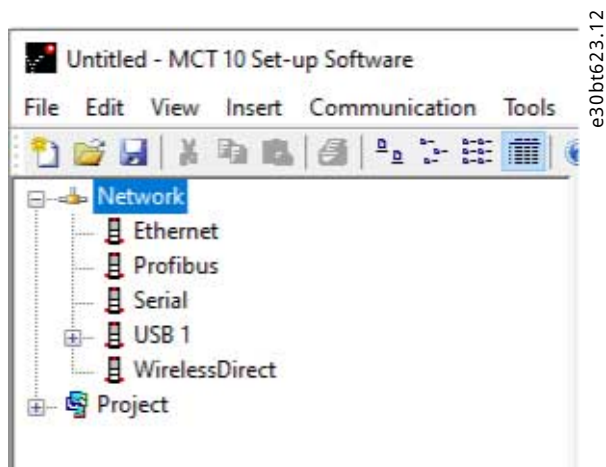 Untitled - MCT 10 Set-up Software
File Edit View Insert Communication Tools
Network
Ethernet
Profibus
Serial
USB 1
WirelessDirect
Project
e30bt623.12